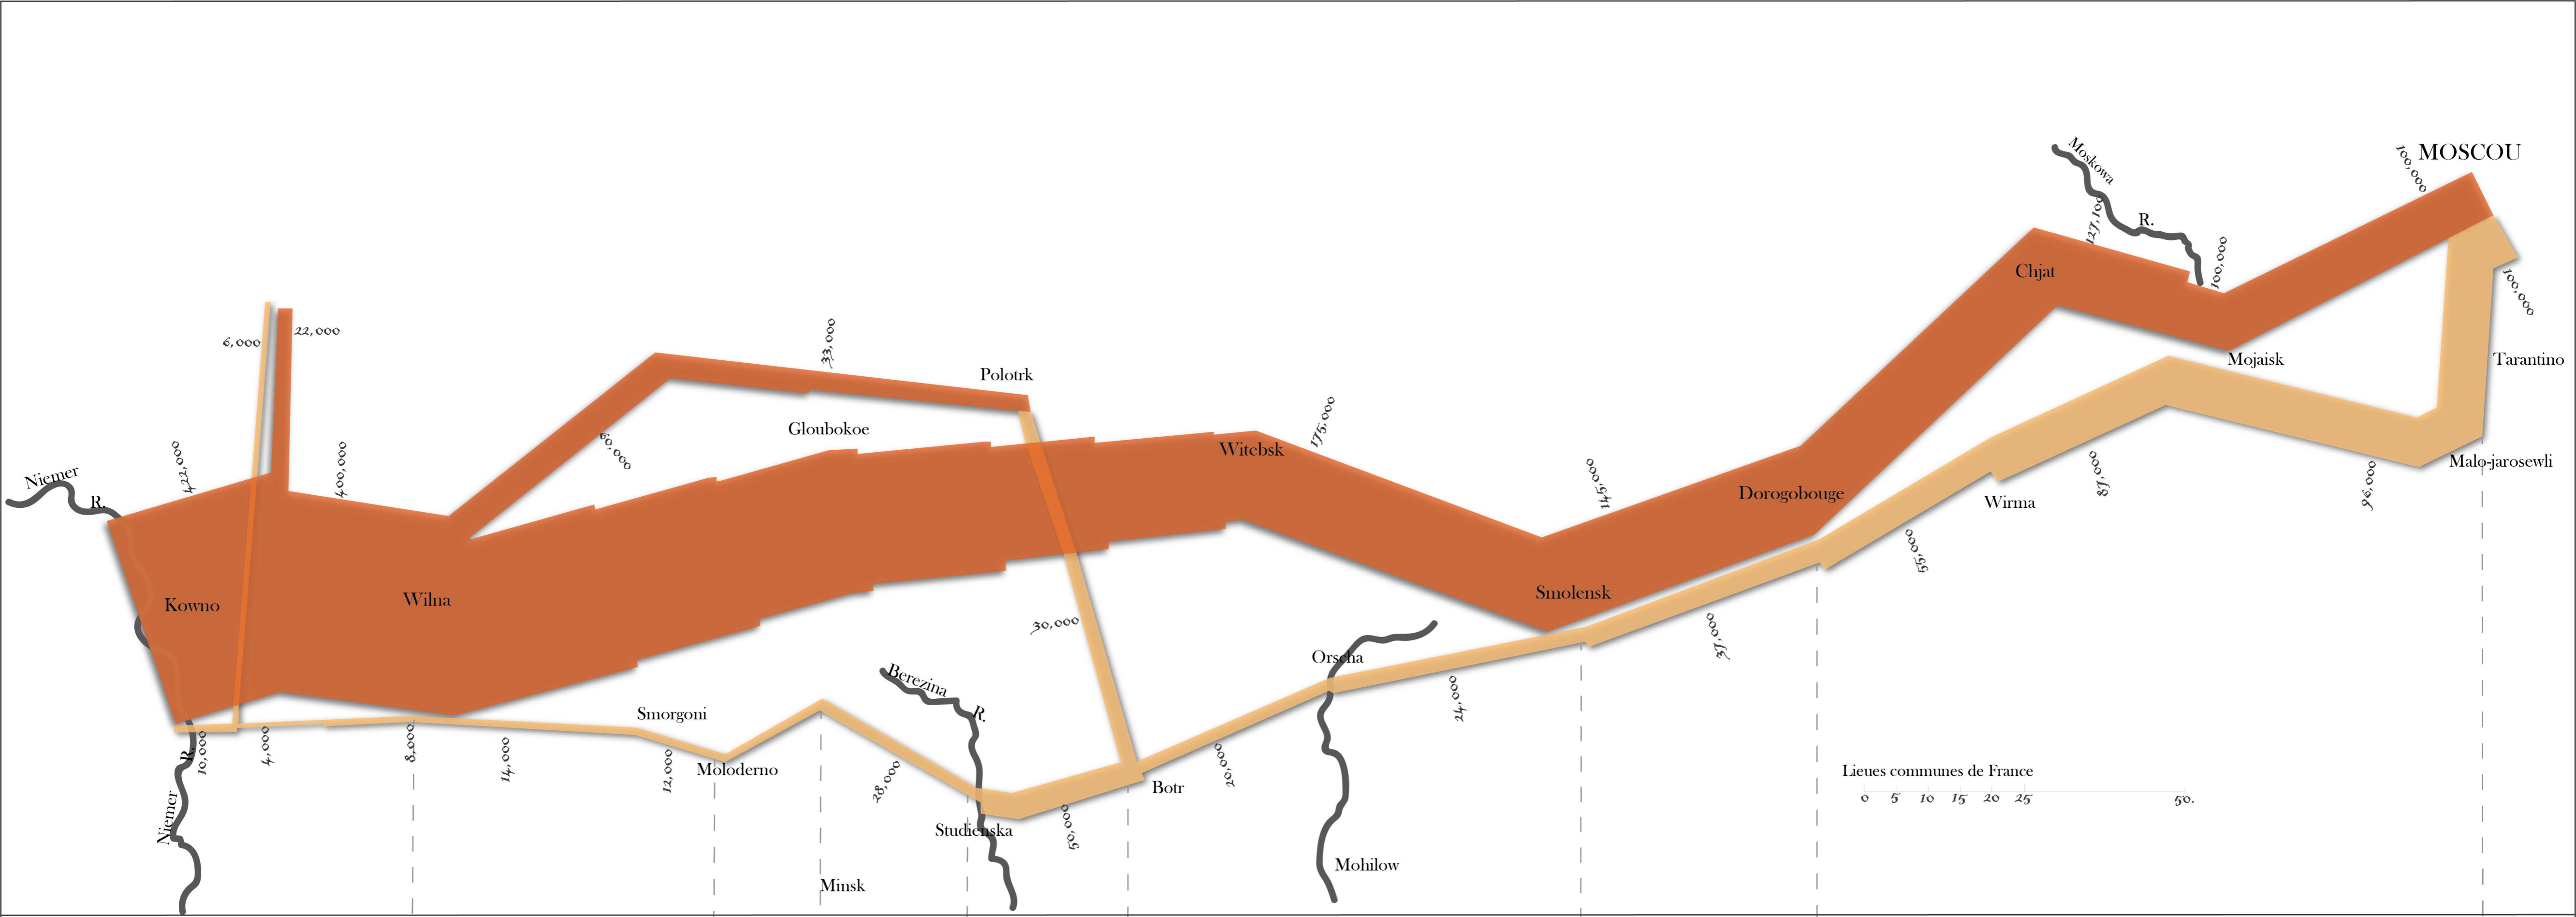 MOSCOU
100,000
Moskowa
R.
127,100
100,000
Chjat
100,000
Mojaisk
Tarantino
6,000
22,000
33,000
Polotrk
Gloubokoe
Witebsk
175,000
422,000
400,000
Niemer
R.
145,000
Dorogobouge
Wirma
87,000
96,000
Malo-jarosewli
55,000
Kowno
Wilna
Smolensk
30,000
37,000
Orscha
24,000
Berezina
R.
Smorgoni
R.
10,000
4,000
8,000
14,000
12,000
Moloderno
28,000
Botr
20,000
Lieues communes de France
0 5 10 15 20 25 50.
Niemer
Studienska
50,000
Minsk
Mohilow